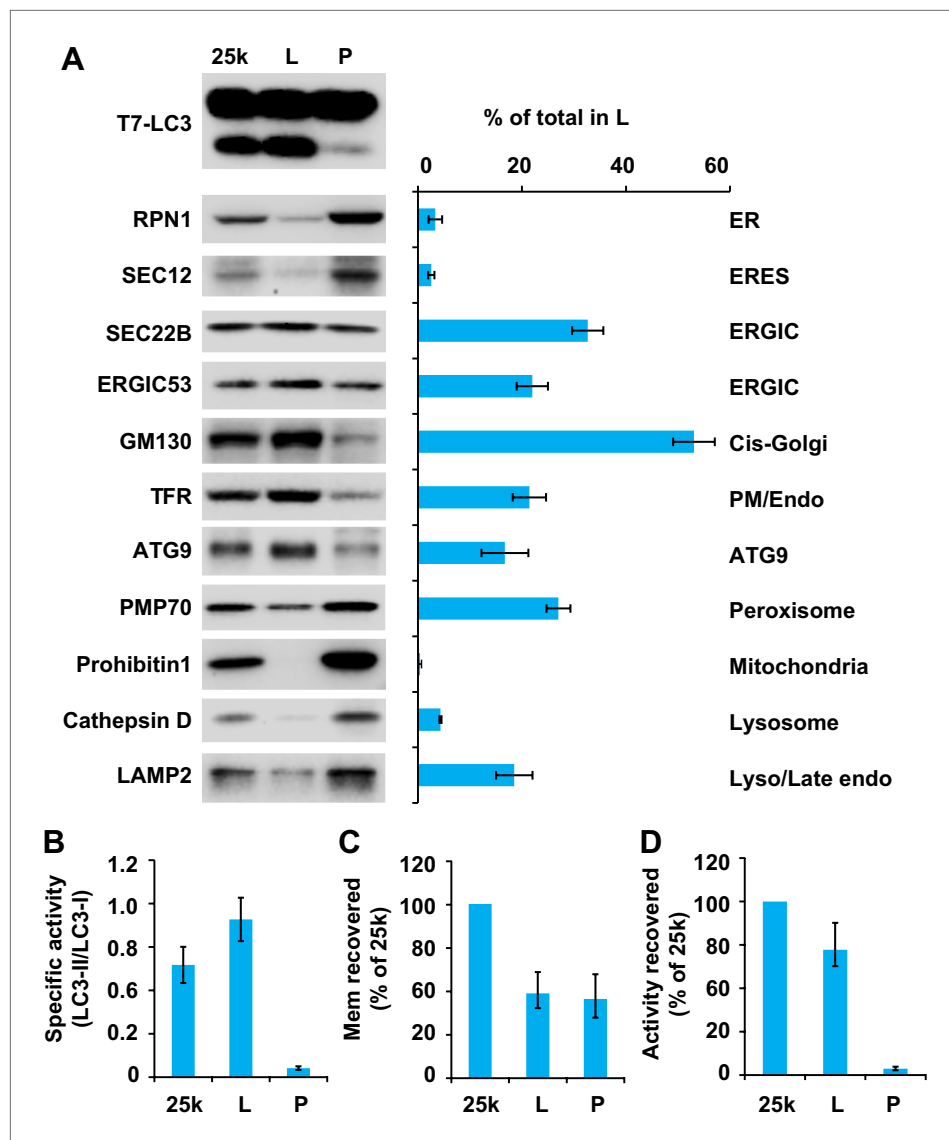 A
25k L P
T7-LC3
% of total in L
0 20 40 60
RPN1 ER
SEC12 ERES
SEC22B ERGIC
ERGIC53 ERGIC
GM130 Cis-Golgi
TFR PM/Endo
ATG9 ATG9
PMP70 Peroxisome
Prohibitin1 Mitochondria
Cathepsin D Lysosome
LAMP2 Lyso/Late endo
B
Specific activity
(LC3-II/LC3-I)
1.2
1.0
0.8
0.6
0.2
0
25k L P
C
Mem recovered
(% of 25k)
120
100
80
60
40
20
0
25k L P
D
Activity recovered
(% of 25k)
120
100
80
60
40
20
0
25k L P